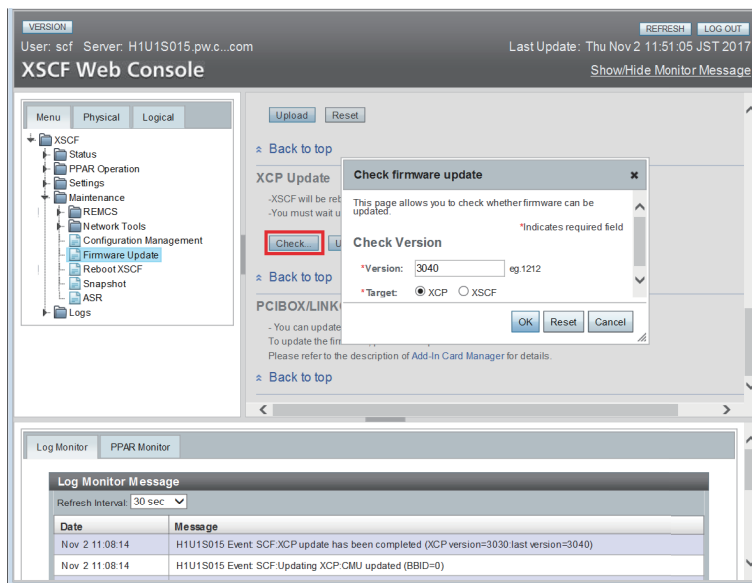 VERSION
REFRESH LOG OUT
User: scf Server: H1U1S015.pw.c...com
Last Update: Thu Nov 2 11:51:05 JST 2017
XSCF Web Console
Show/Hide Monitor Message
Menu Physical Logical
XSCF
Status
PPAR Operation
Settings
Maintenance
REMCS
Network Tools
Configuration Management
Firmware Update
Reboot XSCF
Snapshot
ASR
Logs
Upload Reset
Back to top
XCP Update
-XSCF will be
-You must wait
Check...
Back to top
- You can update
To update the
Please refer to the description of Add-In Card Manager for details.
Back to top
Check firmware update
This page allows you to check whether firmware can be
updated.
*Indicates required field
Check Version
*Version: 3040 eg.1212
*Target: XCP XSCF
OK Reset Cancel
Log Monitor PPAR Monitor
Log Monitor Message
Refresh Interval: 30 sec
Date Message
Nov 2 11:08:14 H1U1S015 Event: SCF:XCP update has been completed (XCP version=3030:last version=3040)
Nov 2 11:08:14 H1U1S015 Event: SCF:Updating XCP:CMU updated (BBID=0)